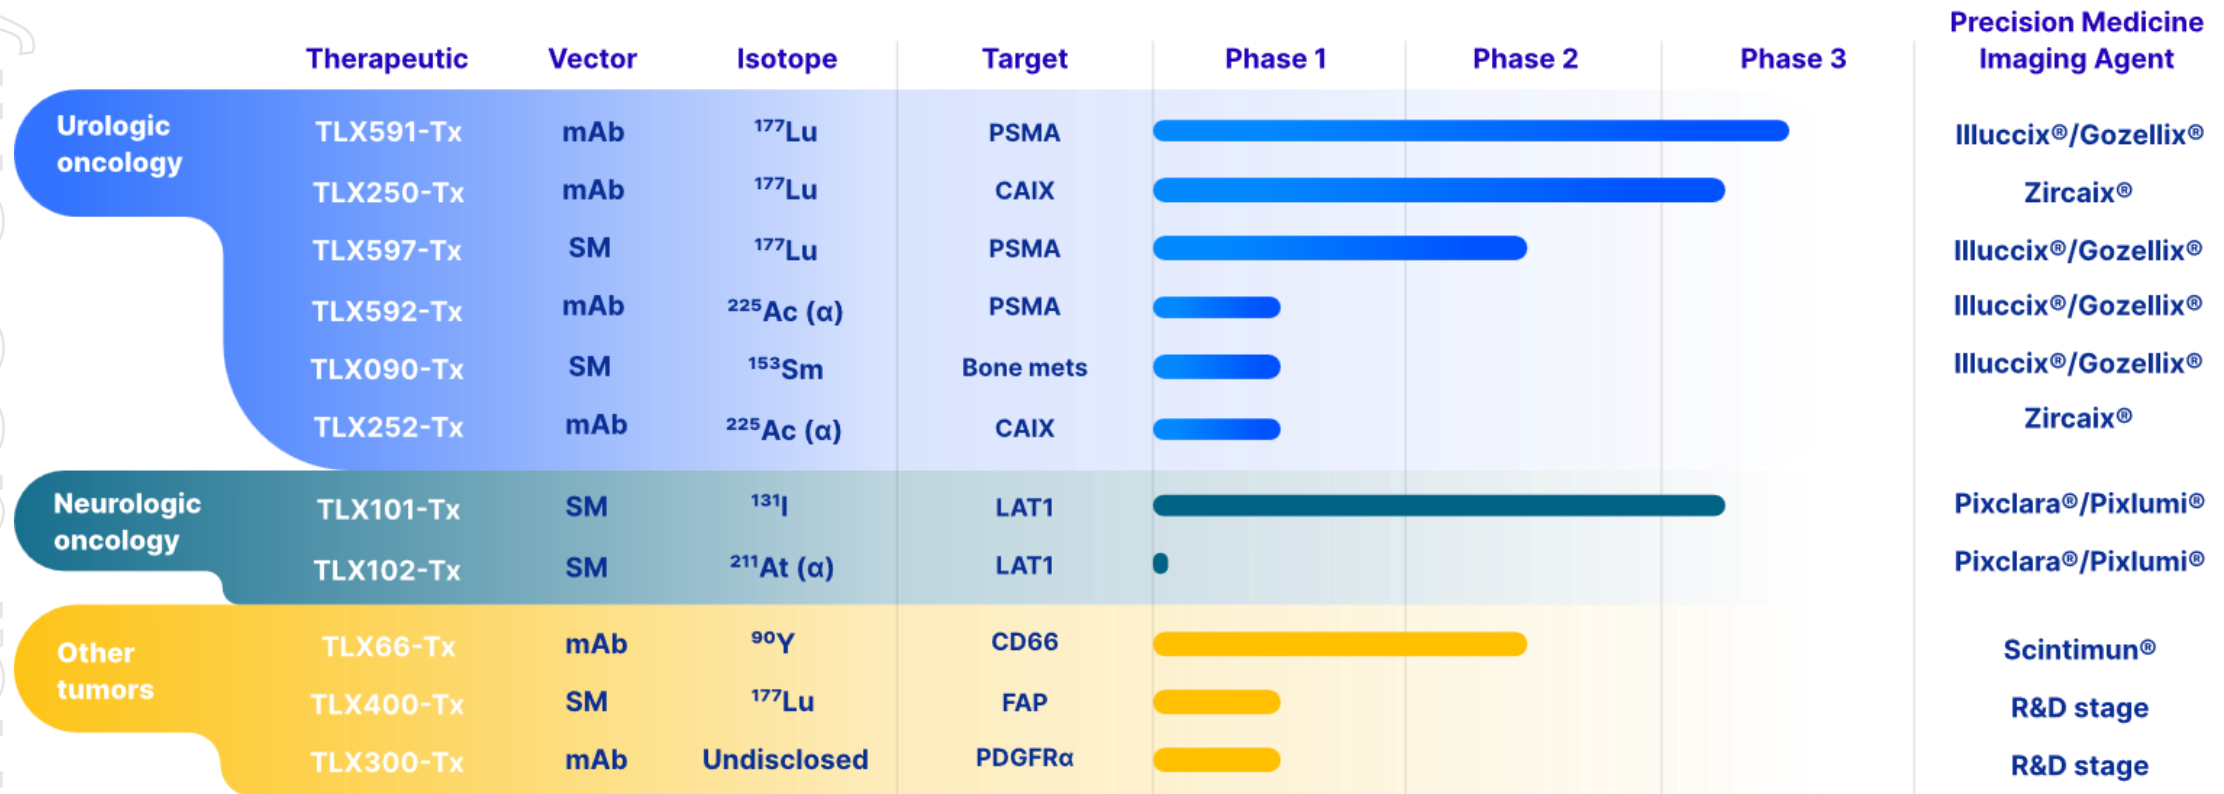 Precision Medicine
Therapeutic Vector Isotope Target Phase 1 Phase 2 Phase 3 Imaging Agent
Urologic
oncology
TLX591-Tx mAb ¹⁷⁷Lu PSMA Illuccix®/Gozellix®
TLX250-Tx mAb ¹⁷⁷Lu CAIX Zircaix®
TLX597-Tx SM ¹⁷⁷Lu PSMA Illuccix®/Gozellix®
TLX592-Tx mAb ²²⁵Ac (α) PSMA Illuccix®/Gozellix®
TLX090-Tx SM ¹⁵³Sm Bone mets Illuccix®/Gozellix®
TLX252-Tx mAb ²²⁵Ac (α) CAIX Zircaix®
Neurologic
oncology
TLX101-Tx SM ¹³¹I LAT1 Pixclara®/Pixlumi®
TLX102-Tx SM ²¹¹At (α) LAT1 Pixclara®/Pixlumi®
Other
tumors
TLX66-Tx mAb ⁹⁰Y CD66 Scintimun®
TLX400-Tx SM ¹⁷⁷Lu FAP R&D stage
TLX300-Tx mAb Undisclosed PDGFRα R&D stage